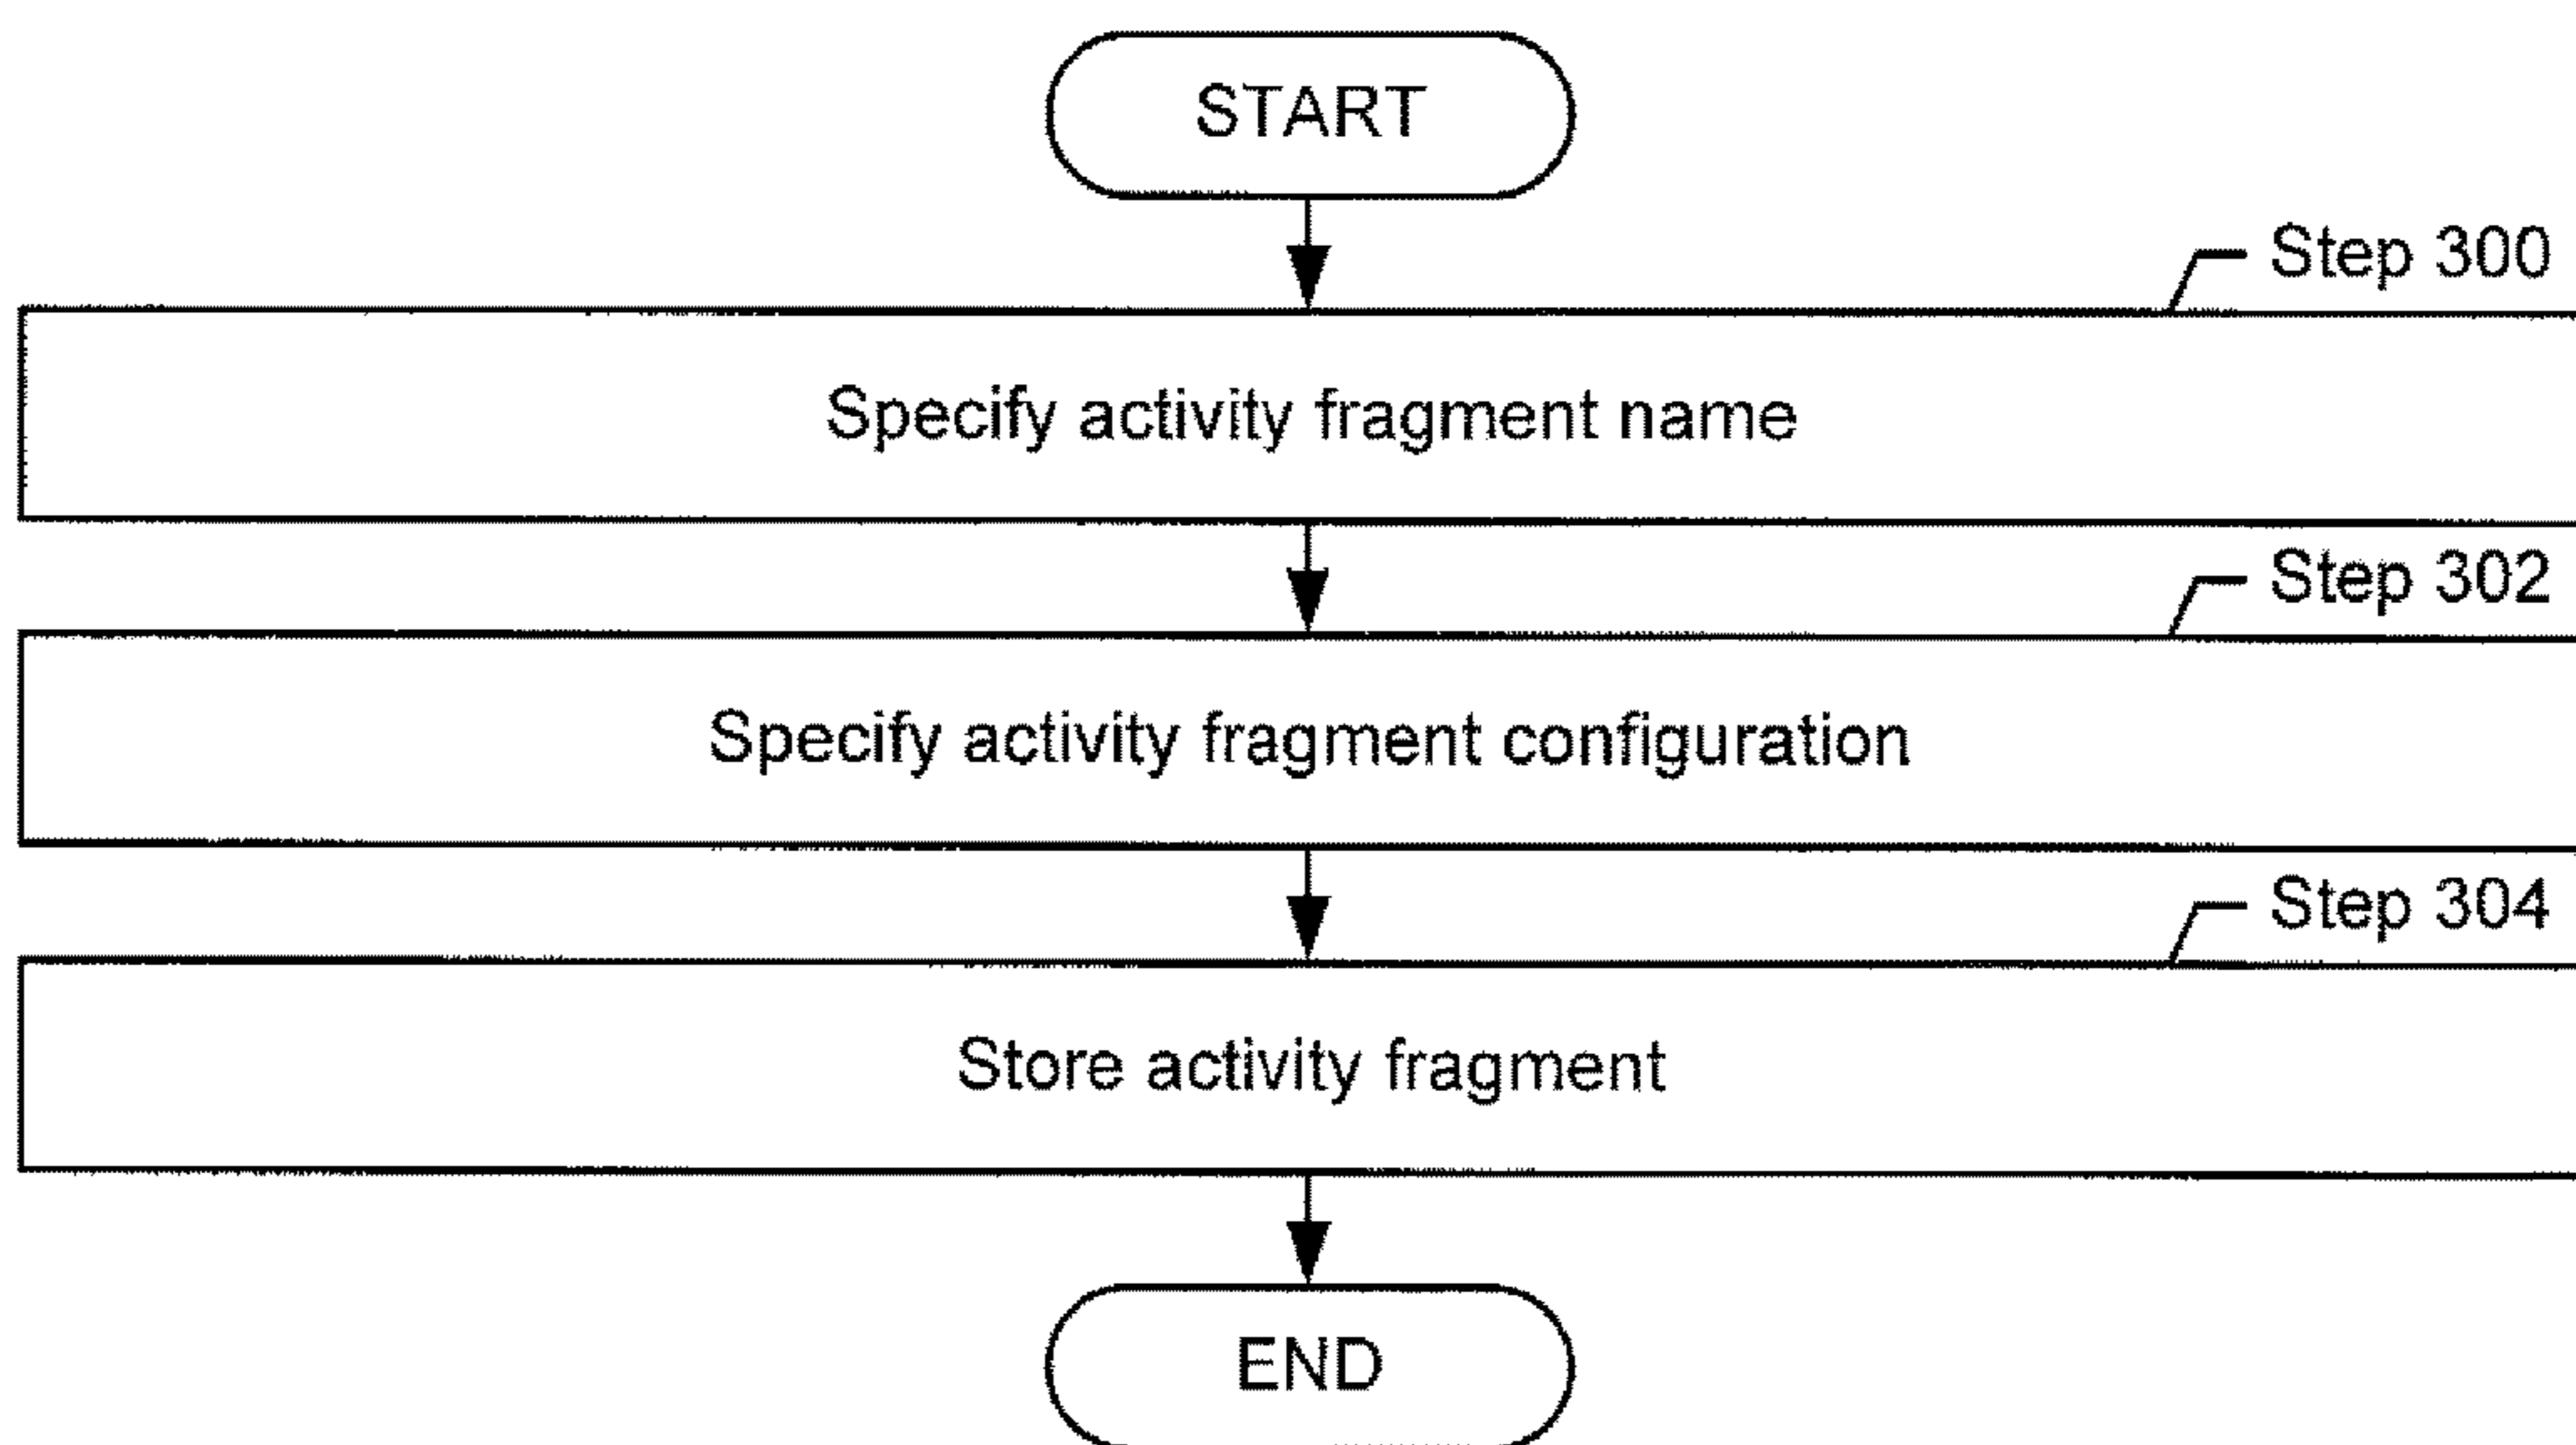 START
Step 300
Specify activity fragment name
Step 302
Specify activity fragment configuration
Step 304
Store activity fragment
END